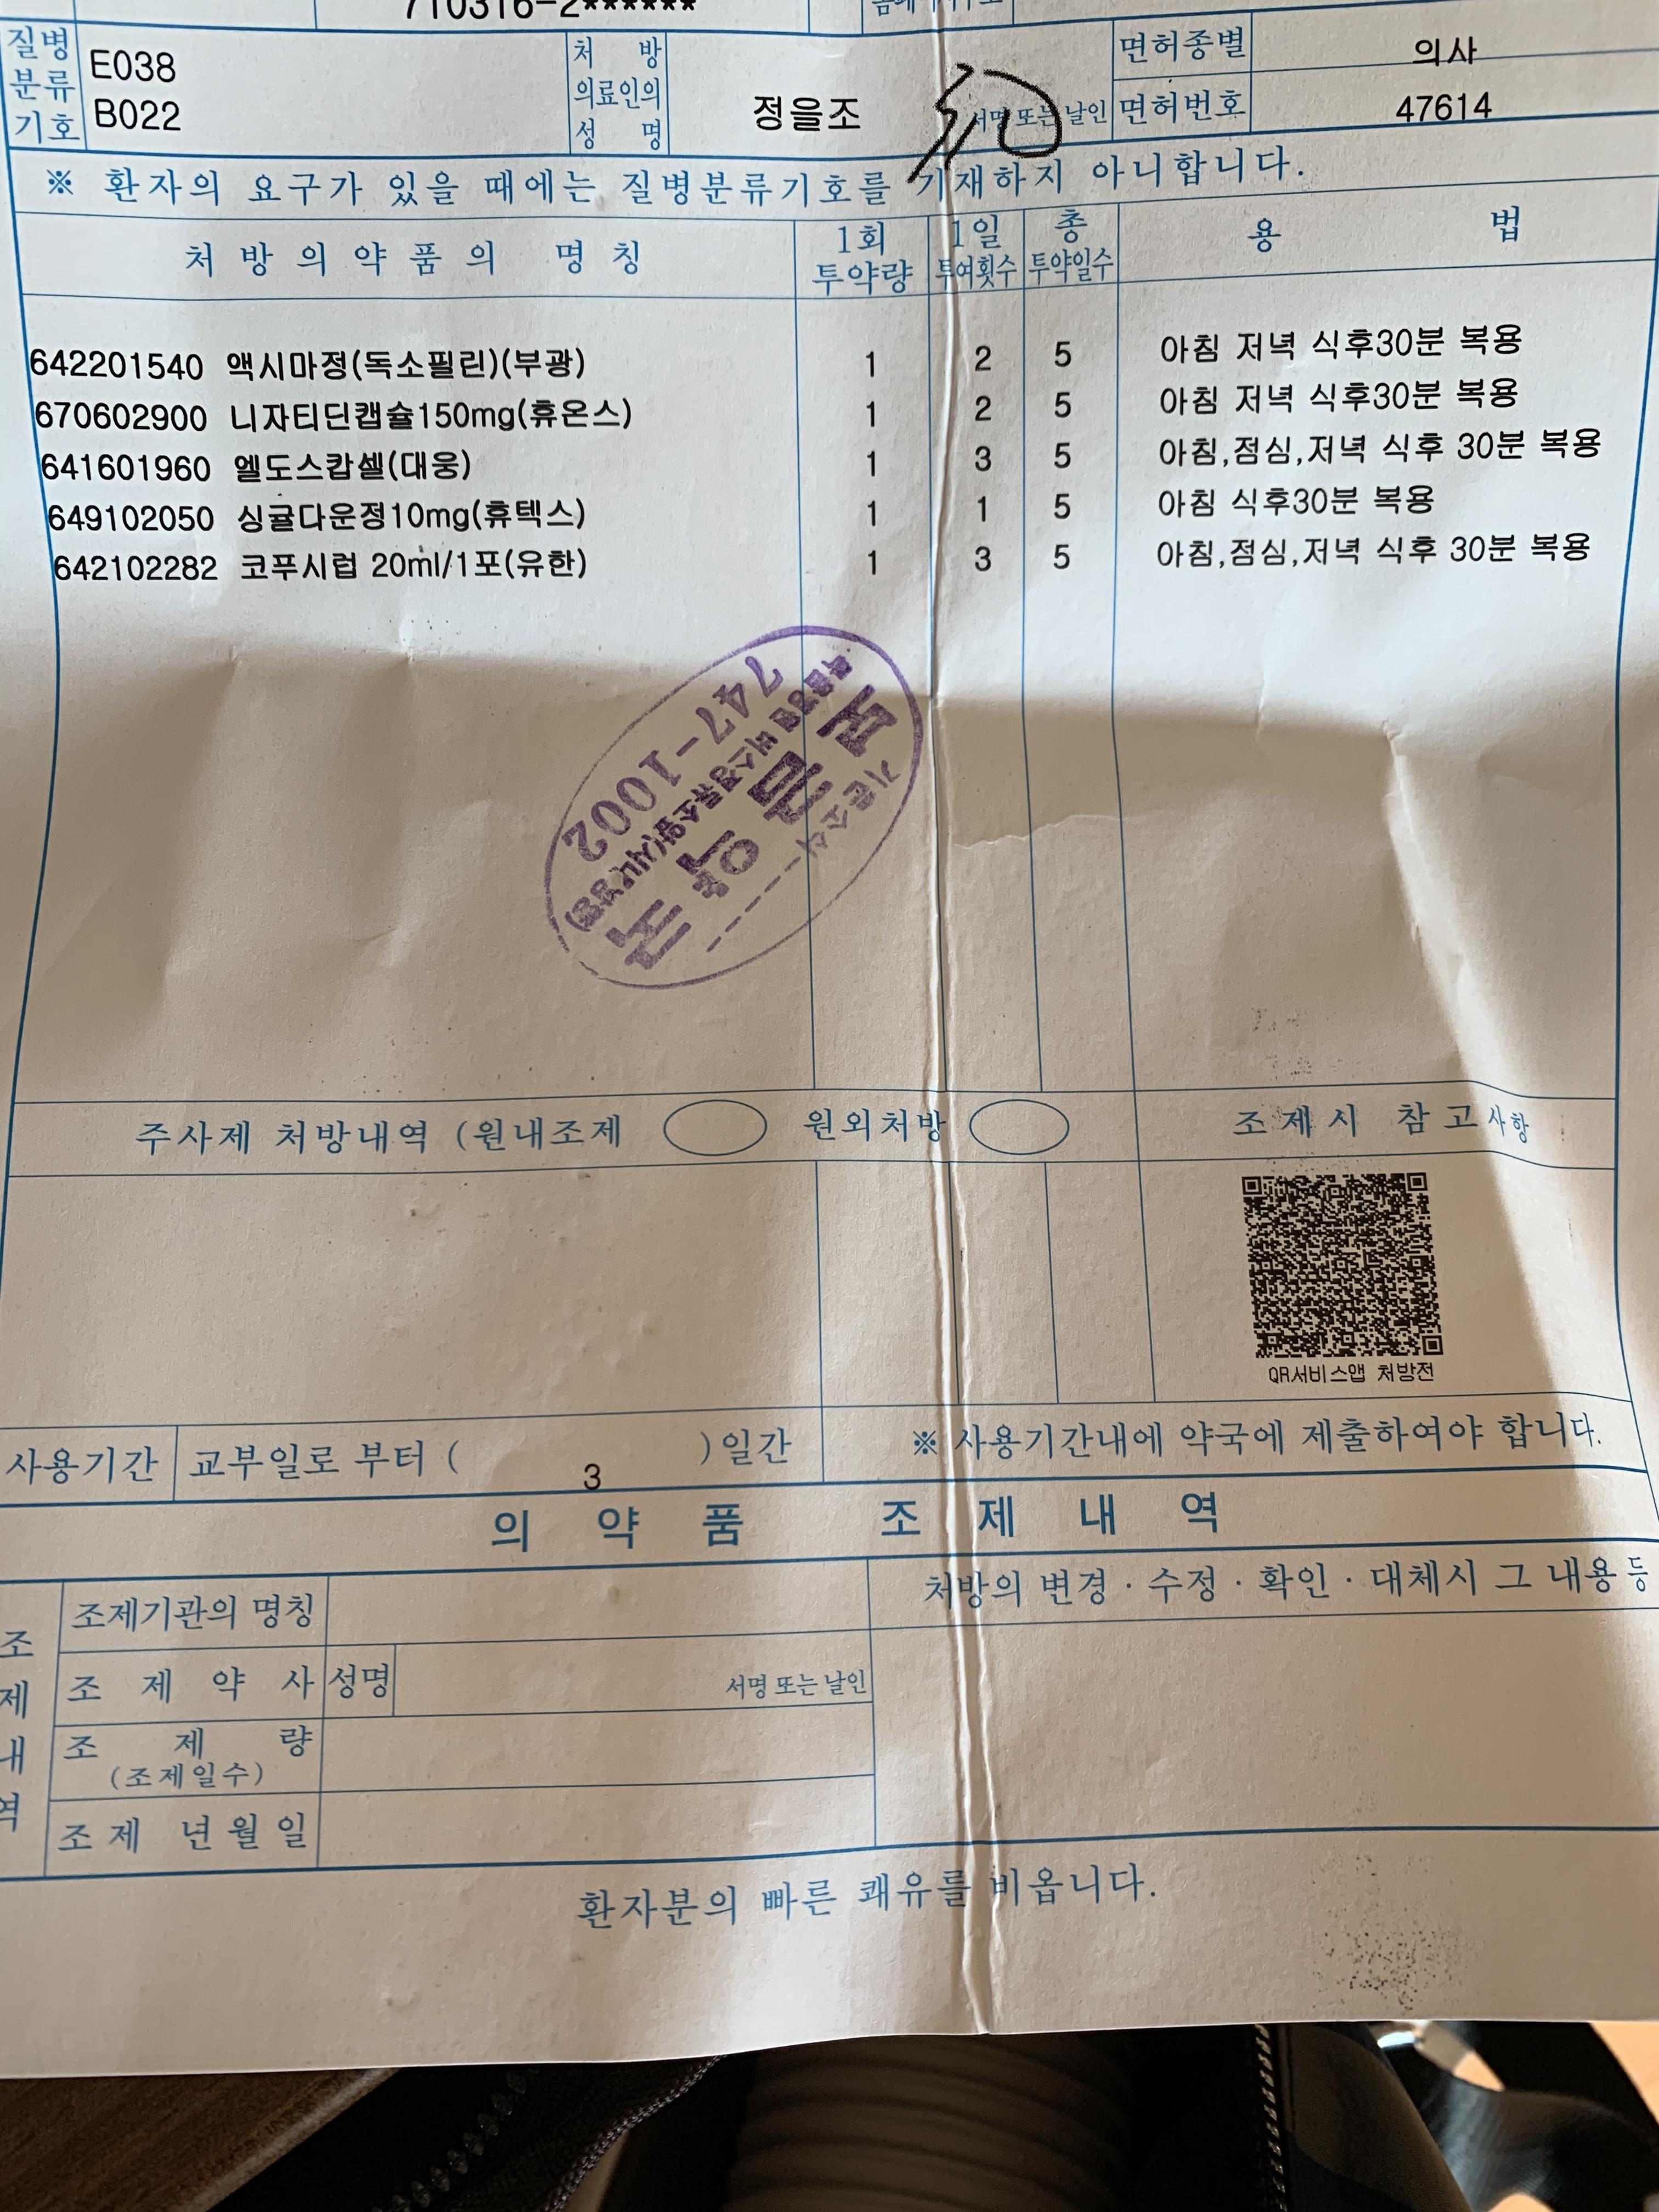 710316-2******
질병 분류 기호
E038
B022
처 방 의료인의 성 명
정을조
서명 또는 날인
면허종별
의사
면허번호
47614
※ 환자의 요구가 있을 때에는 질병분류기호를 기재하지 아니합니다.
처 방 의 약 품 의 명 칭 1회 투약량 1일 투여횟수 총 투약일수 용 법
642201540 액시마정(독소필린)(부광) 1 2 5 아침 저녁 식후30분 복용
670602900 니자티딘캡슐150mg(휴온스) 1 2 5 아침 저녁 식후30분 복용
641601960 엘도스캅셀(대웅) 1 3 5 아침,점심,저녁 식후 30분 복용
649102050 싱귤다운정10mg(휴텍스) 1 1 5 아침 식후30분 복용
642102282 코푸시럽 20ml/1포(유한) 1 3 5 아침,점심,저녁 식후 30분 복용
약국
747-1002
주사제 처방내역 (원내조제 원외처방 조제시 참고사항
QR서비스앱 처방전
사용기간 교부일로 부터 ( 3 )일간 ※ 사용기간내에 약국에 제출하여야 합니다.
의 약 품 조 제 내 역
조 제 내 역
조제기관의 명칭
처방의 변경 · 수정 · 확인 · 대체시 그 내용 등
조 제 약 사 성명 서명 또는 날인
조 제 량
(조제일수)
조 제 년 월 일
환자분의 빠른 쾌유를 비옵니다.